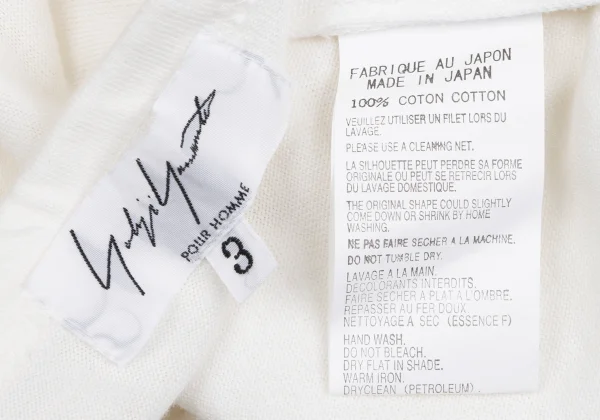 Yohji Yamamoto
POUR HOMME
3
FABRIQUE AU JAPON
MADE IN JAPAN
100% COTON COTTON
VEUILLEZ UTILISER UN FILET LORS DU
LAVAGE.
PLEASE USE A CLEANING NET.
LA SILHOUETTE PEUT PERDRE SA FORME
ORIGINALE OU PEUT SE RETRECIR LORS
DU LAVAGE DOMESTIQUE.
THE ORIGINAL SHAPE COULD SLIGHTLY
COME DOWN OR SHRINK BY HOME
WASHING.
NE PAS FAIRE SECHER A LA MACHINE.
DO NOT TUMBLE DRY.
LAVAGE A LA MAIN.
DECOLORANTS INTERDITS.
FAIRE SECHER A PLAT A L'OMBRE.
REPASSER AU FER DOUX.
NETTOYAGE A SEC (ESSENCE F)
HAND WASH.
DO NOT BLEACH.
DRY FLAT IN SHADE.
WARM IRON.
DRYCLEAN (PETROLEUM).